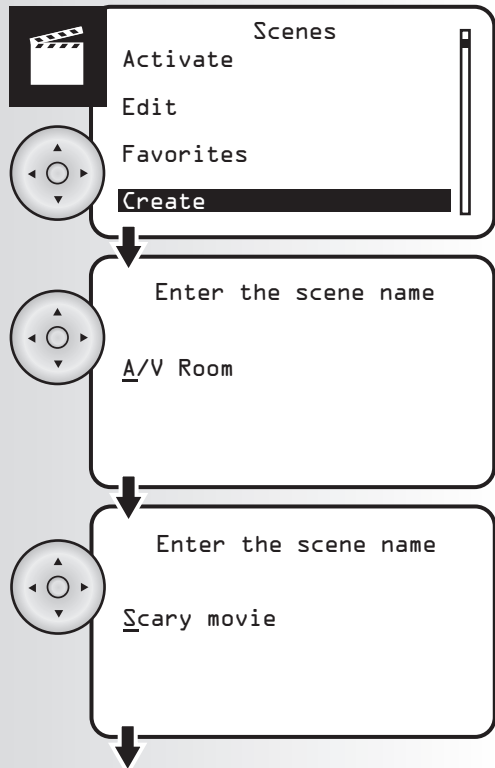 Scenes
Activate
Edit
Favorites
Create
Enter the scene name
A/V Room
Enter the scene name
Scary movie